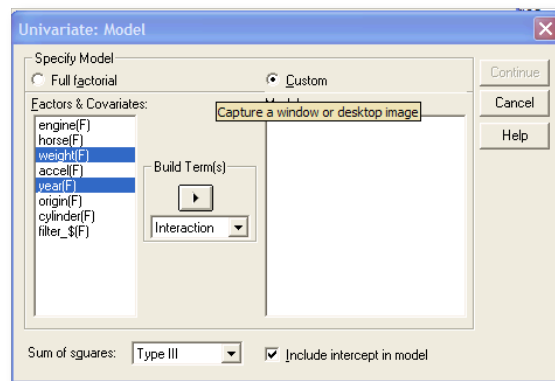 Univariate: Model
Specify Model
Full factorial
Custom
Continue
Factors & Covariates:
Capture a window or desktop image
Cancel
Help
engine(F)
horse(F)
weight(F)
accel(F)
year(F)
origin(F)
cylinder(F)
filter_$(F)
Build Term(s)
Interaction
Sum of squares:
Type III
Include intercept in model